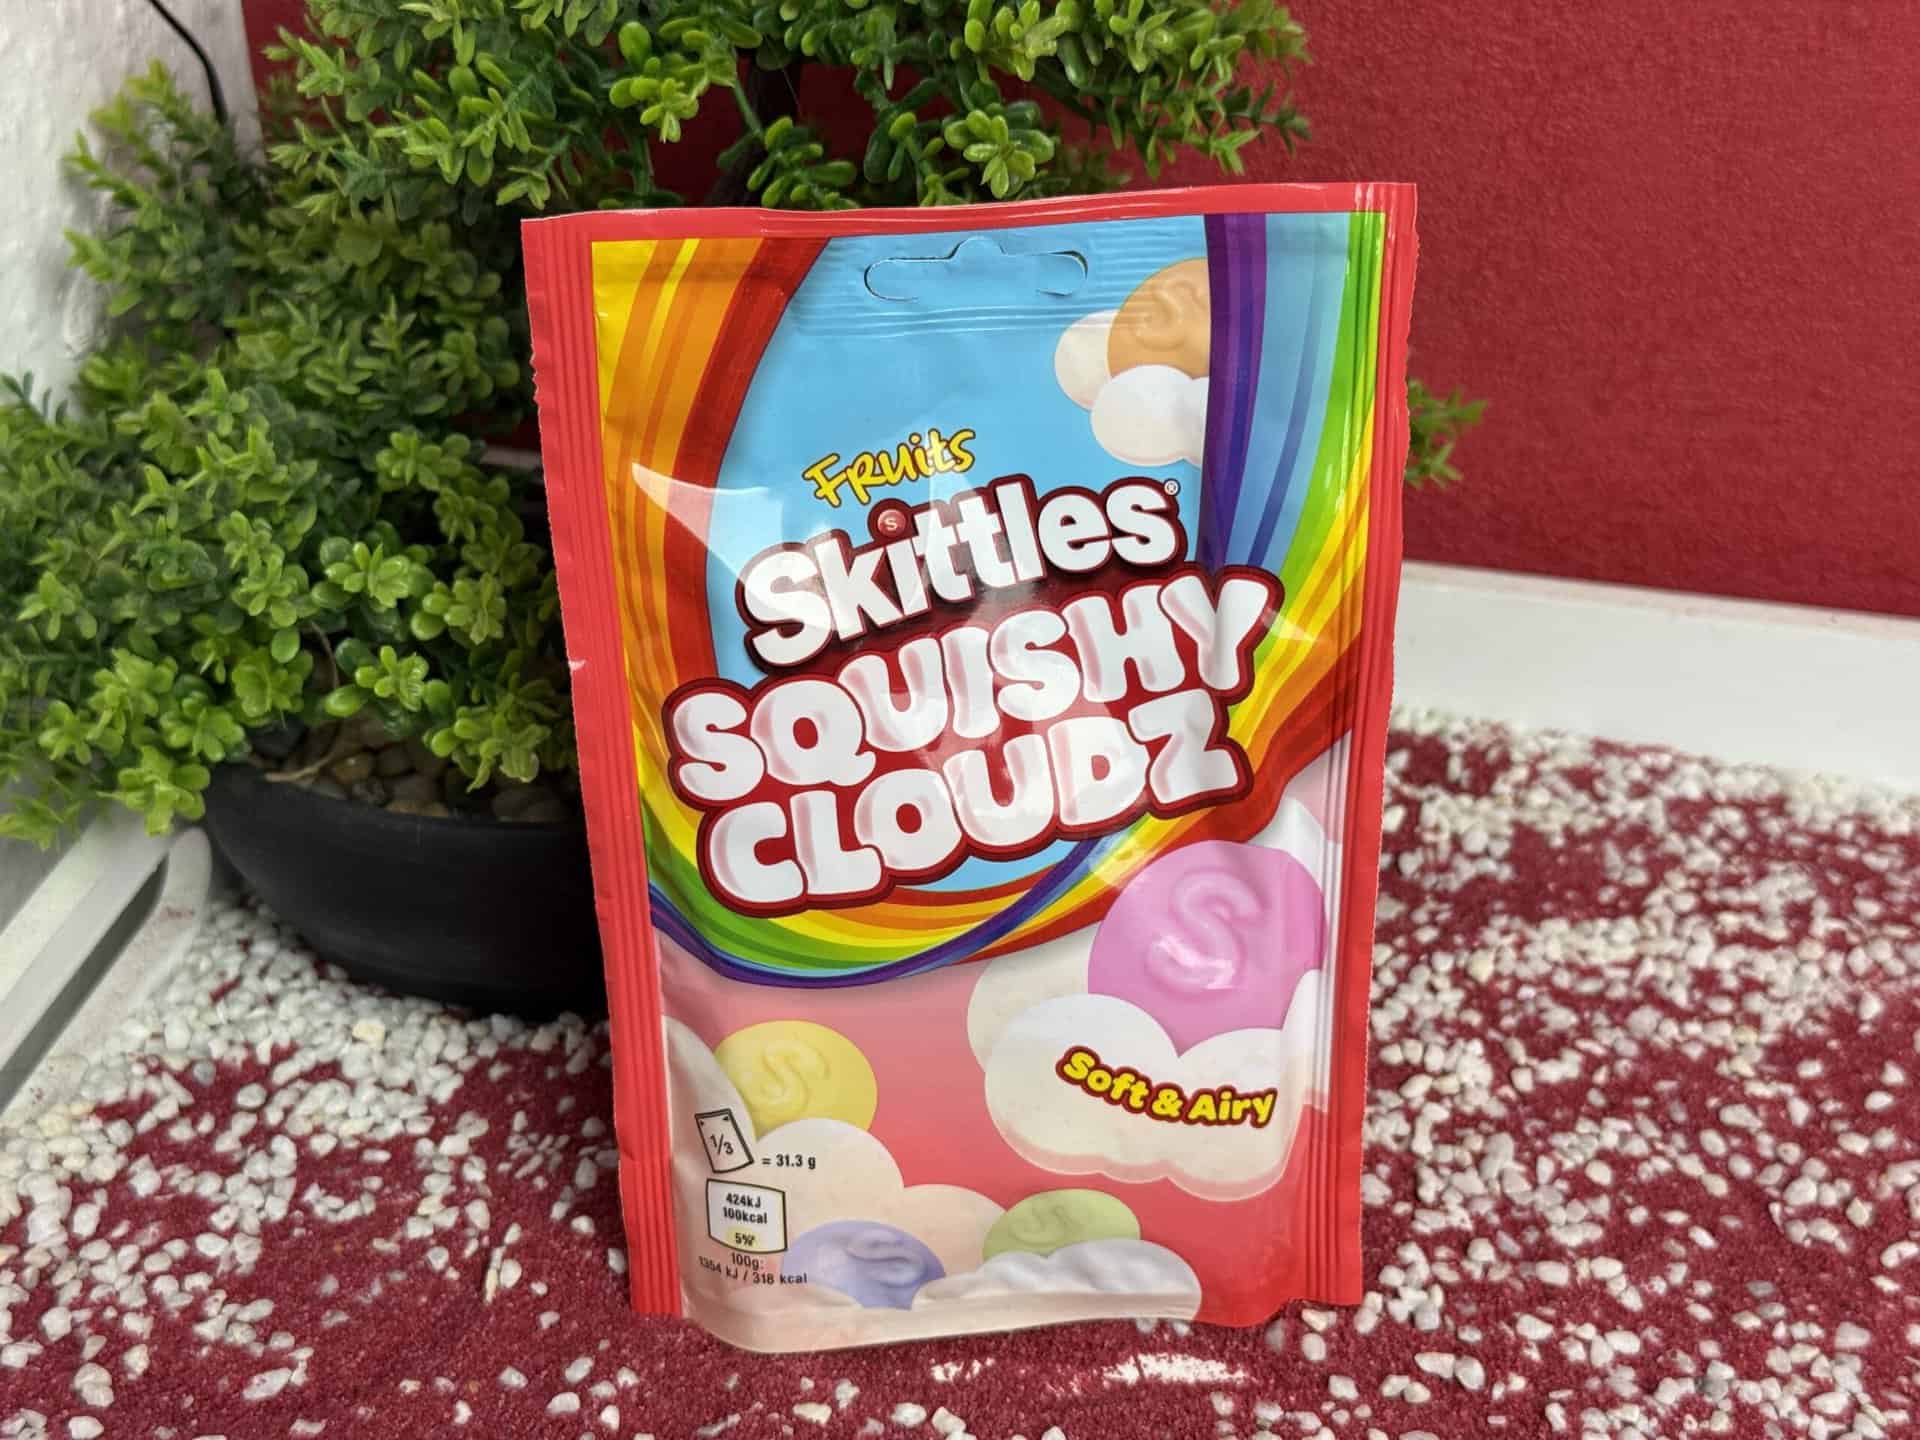 Fruits
Skittles®
SQUISHY
CLOUDZ
S
S
S
Soft & Airy
S
1/3
= 31.3 g
424kJ
100kcal
5%*
100g:
1354 kJ / 318 kcal
S
S